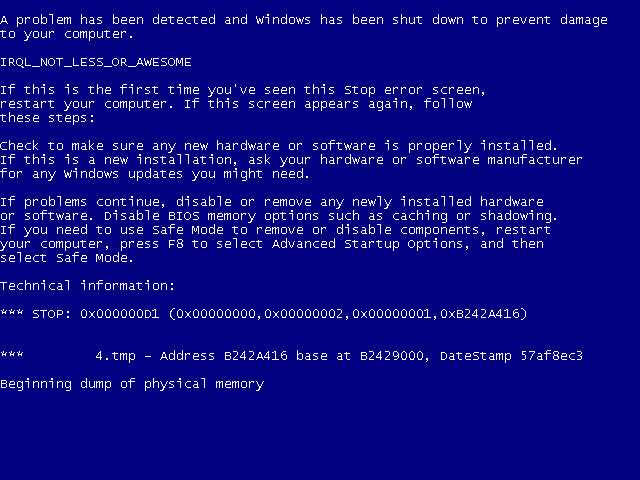 A problem has been detected and Windows has been shut down to prevent damage
to your computer.
IRQL_NOT_LESS_OR_AWESOME
If this is the first time you've seen this Stop error screen,
restart your computer. If this screen appears again, follow
these steps:
Check to make sure any new hardware or software is properly installed.
If this is a new installation, ask your hardware or software manufacturer
for any Windows updates you might need.
If problems continue, disable or remove any newly installed hardware
or software. Disable BIOS memory options such as caching or shadowing.
If you need to use Safe Mode to remove or disable components, restart
your computer, press F8 to select Advanced Startup Options, and then
select Safe Mode.
Technical information:
*** STOP: 0x000000D1 (0x00000000,0x00000002,0x00000001,0xB242A416)
*** 4.tmp – Address B242A416 base at B2429000, DateStamp 57af8ec3
Beginning dump of physical memory